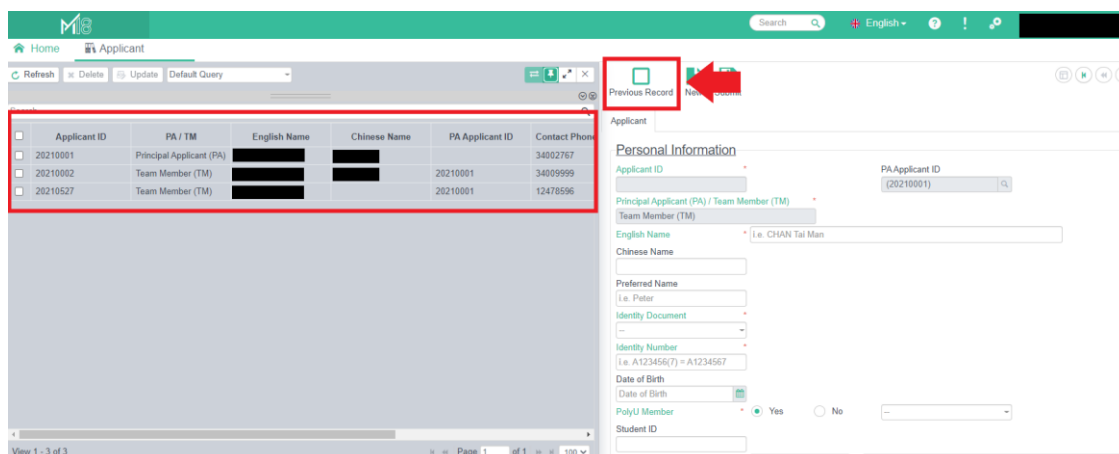 M18
Search
English
Home Applicant
Refresh Delete Update Default Query
Previous Record
Applicant
Applicant ID PA / TM English Name Chinese Name PA Applicant ID Contact Phone
20210001 Principal Applicant (PA) 34002767
20210002 Team Member (TM) 20210001 34009999
20210527 Team Member (TM) 20210001 12478596
Personal Information
Applicant ID * PA Applicant ID
(20210001)
Principal Applicant (PA) / Team Member (TM) *
Team Member (TM)
English Name * i.e. CHAN Tai Man
Chinese Name
Preferred Name
i.e. Peter
Identity Document *
--
Identity Number *
i.e. A123456(7) = A1234567
Date of Birth
Date of Birth
PolyU Member * Yes No --
Student ID
View 1 - 3 of 3 Page 1 of 1 100